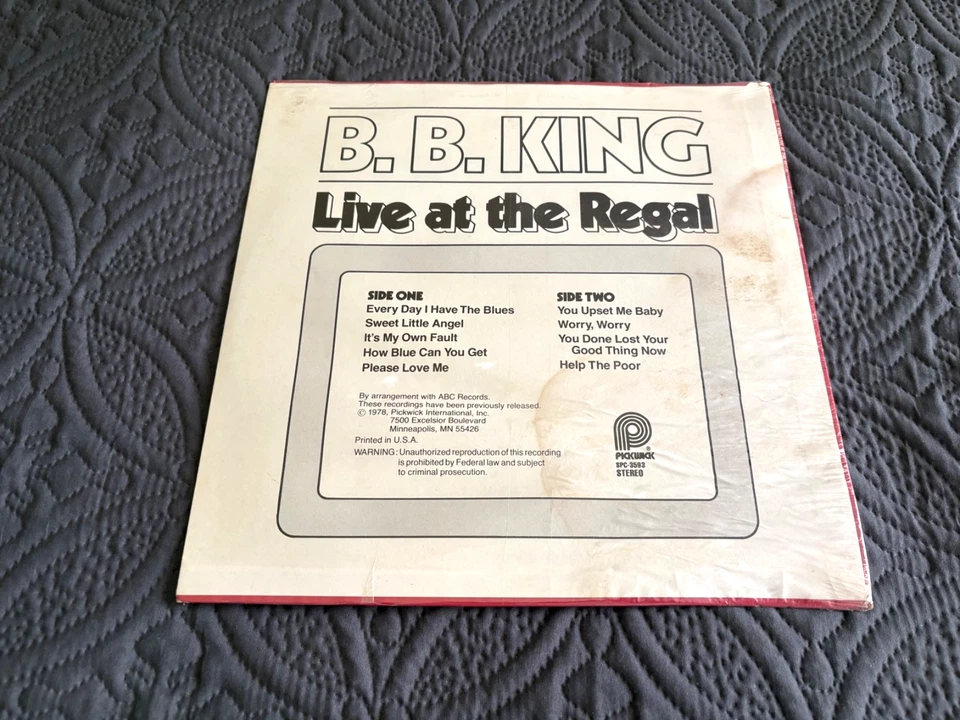 B. B. KING
Live at the Regal
SIDE ONE
Every Day I Have The Blues
Sweet Little Angel
It's My Own Fault
How Blue Can You Get
Please Love Me
SIDE TWO
You Upset Me Baby
Worry, Worry
You Done Lost Your
Good Thing Now
Help The Poor
By arrangement with ABC Records.
These recordings have been previously released.
© 1978, Pickwick International, Inc.
7500 Excelsior Boulevard
Minneapolis, MN 55426
Printed in U.S.A.
WARNING: Unauthorized reproduction of this recording
is prohibited by Federal law and subject
to criminal prosecution.
PICKWICK®
SPC-3593
STEREO